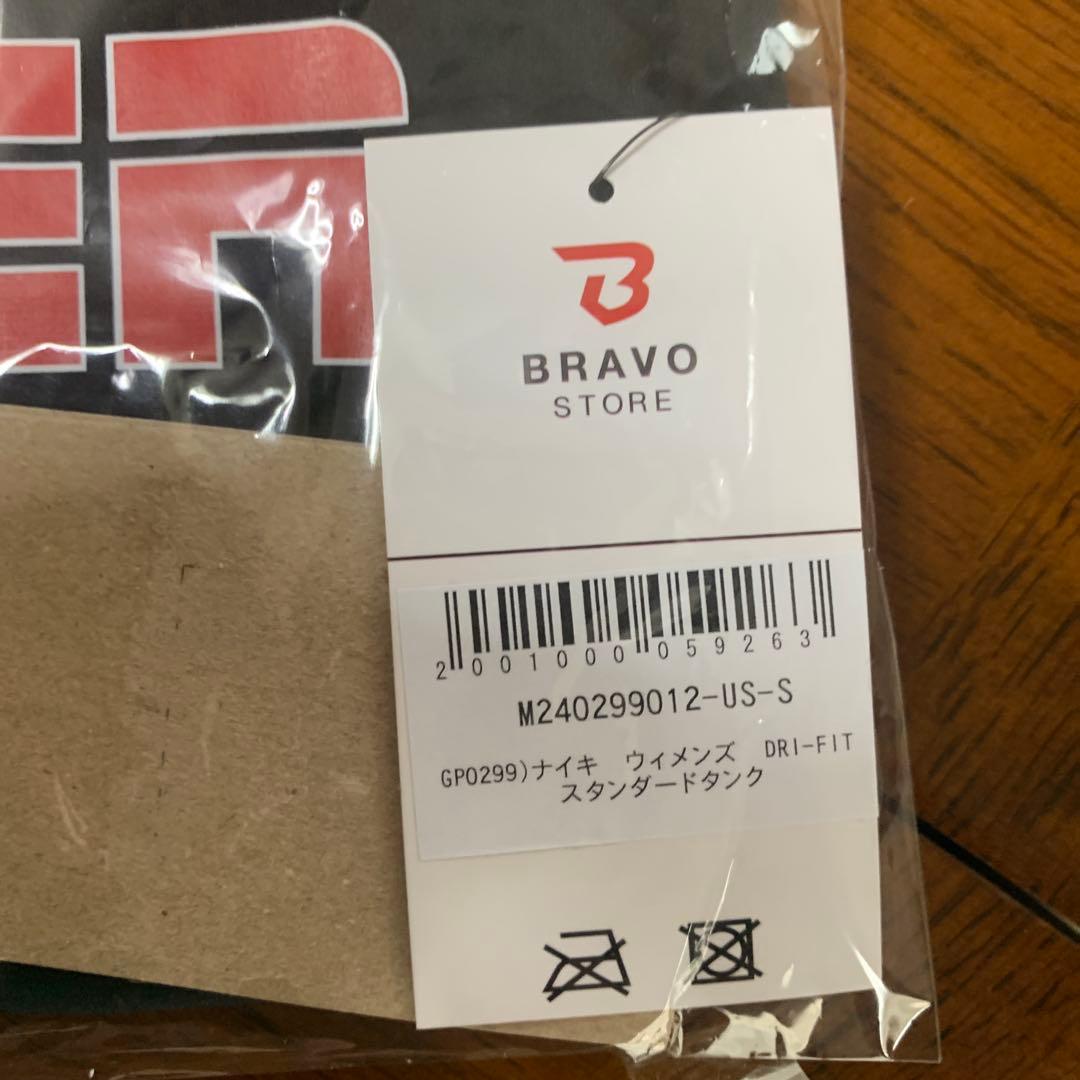 ER
BRAVO
STORE
2001000059263
M240299012-US-S
GP0299)ナイキ ウィメンズ DRI-FIT
スタンダードタンク